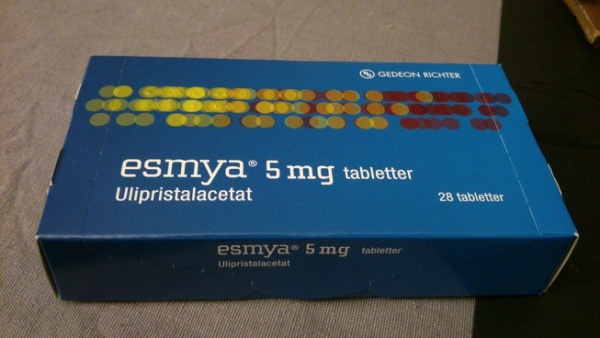 GEDEON RICHTER
esmya® 5 mg tabletter
Ulipristalacetat
28 tabletter
esmya® 5 mg tabletter
Ulipristalacetat